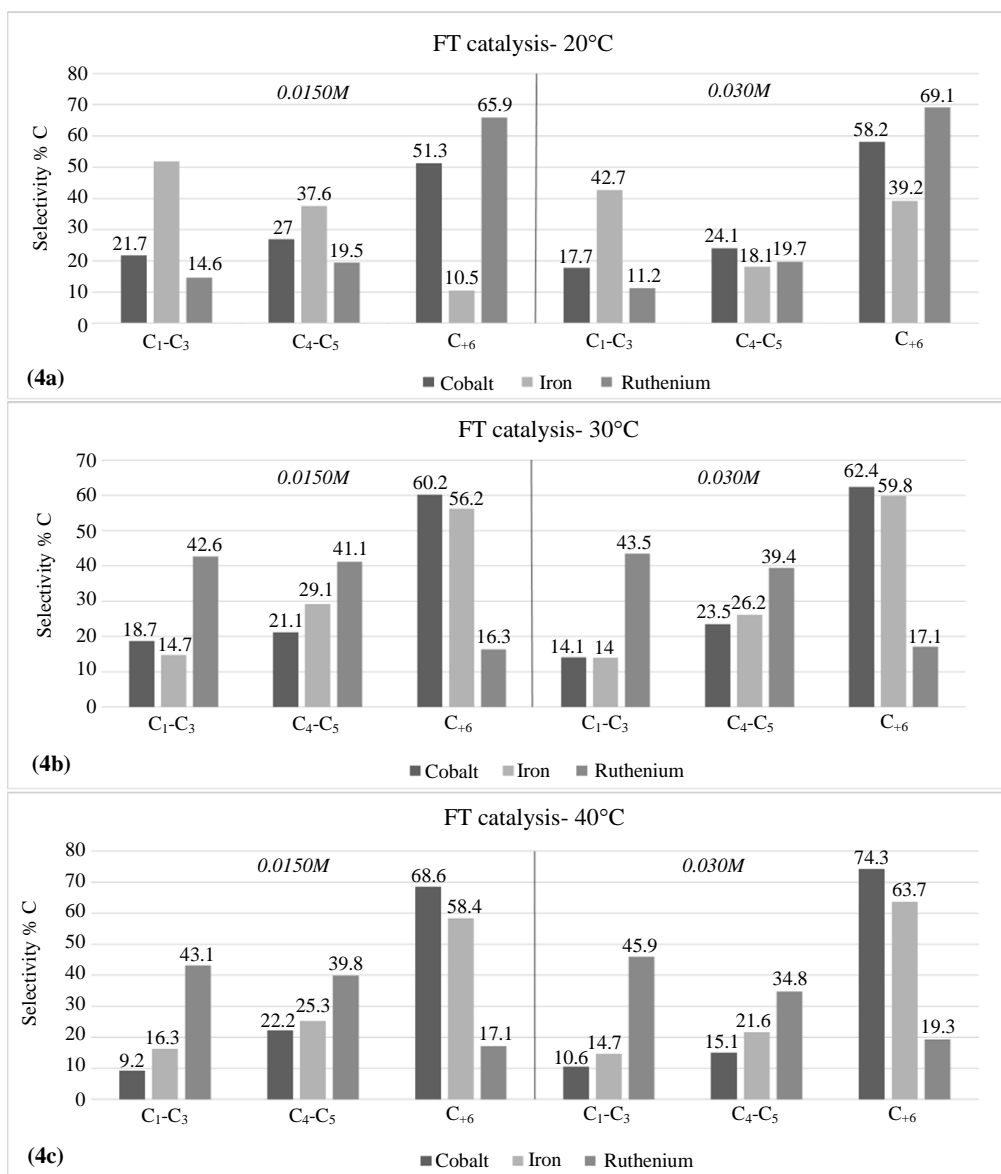 FT catalysis- 20°C
0.0150M
0.030M
Selectivity % C
80
70
60
50
40
30
20
10
0
21.7
14.6
27
37.6
19.5
51.3
10.5
65.9
17.7
42.7
11.2
24.1
18.1
19.7
58.2
39.2
69.1
C₁-C₃
C₄-C₅
C₊₆
C₁-C₃
C₄-C₅
C₊₆
(4a)
Cobalt Iron Ruthenium
FT catalysis- 30°C
0.0150M
0.030M
Selectivity % C
70
60
50
40
30
20
10
0
18.7
14.7
42.6
21.1
29.1
41.1
60.2
56.2
16.3
14.1
14
43.5
23.5
26.2
39.4
62.4
59.8
17.1
C₁-C₃
C₄-C₅
C₊₆
C₁-C₃
C₄-C₅
C₊₆
(4b)
Cobalt Iron Ruthenium
FT catalysis- 40°C
0.0150M
0.030M
Selectivity % C
80
70
60
50
40
30
20
10
0
9.2
16.3
43.1
22.2
25.3
39.8
68.6
58.4
17.1
10.6
14.7
45.9
15.1
21.6
34.8
74.3
63.7
19.3
C₁-C₃
C₄-C₅
C₊₆
C₁-C₃
C₄-C₅
C₊₆
(4c)
Cobalt Iron Ruthenium